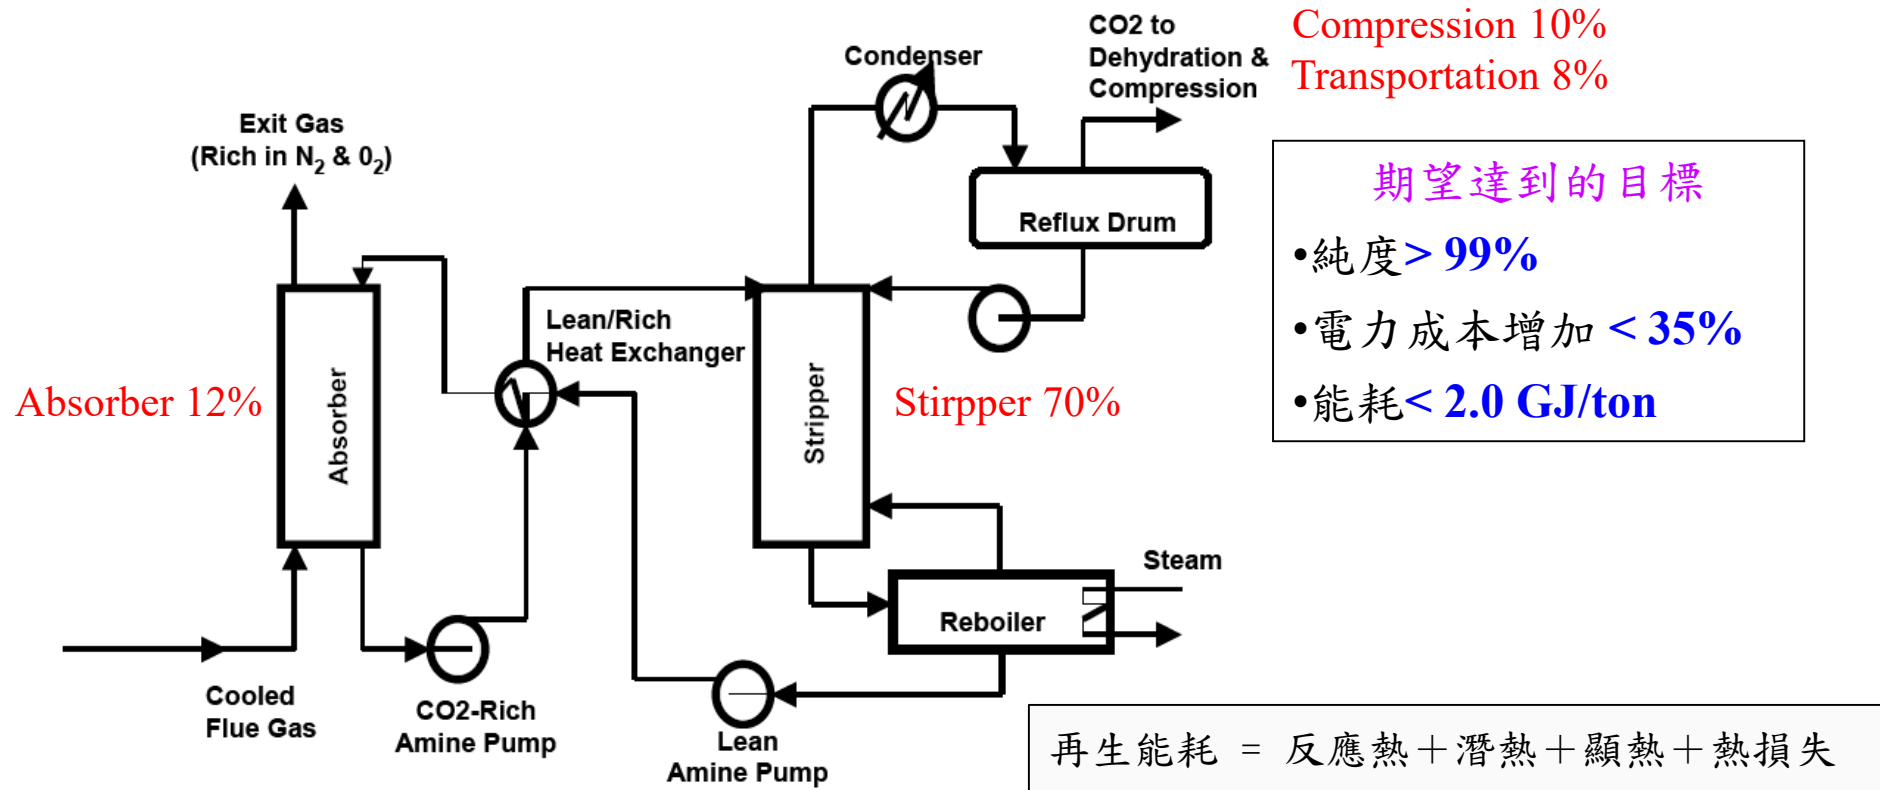 CO2 to
Dehydration &
Compression
Compression 10%
Transportation 8%
Condenser
Exit Gas
(Rich in N2 & 02)
期望達到的目標
•純度> 99%
•電力成本增加 < 35%
•能耗< 2.0 GJ/ton
Reflux Drum
Lean/Rich
Heat Exchanger
Absorber 12%
Absorber
Stripper
Stirpper 70%
Steam
Reboiler
Cooled
Flue Gas
CO2-Rich
Amine Pump
Lean
Amine Pump
再生能耗 = 反應熱＋潛熱＋顯熱＋熱損失